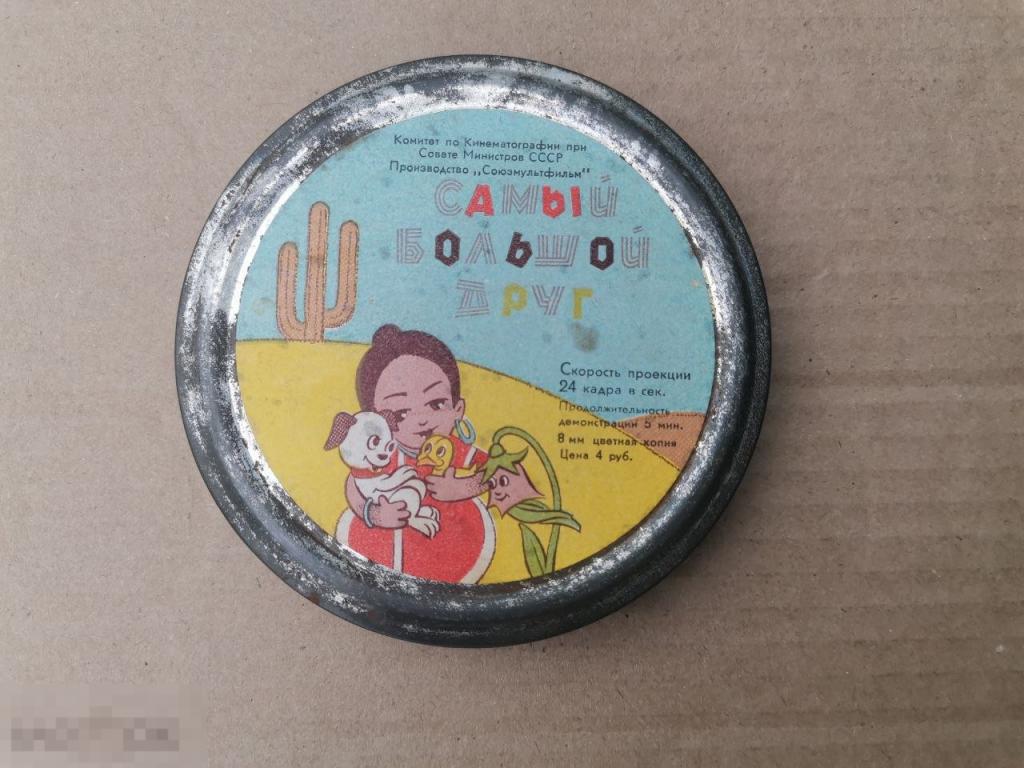 Комитет по Кинематографии при
Совете Министров СССР
Производство „Союзмультфильм"
САМЫЙ
БОЛЬШОЙ
ДРУГ
Скорость проекции
24 кадра в сек.
Продолжительность
демонстрации 5 мин.
8 мм цветная копия
Цена 4 руб.